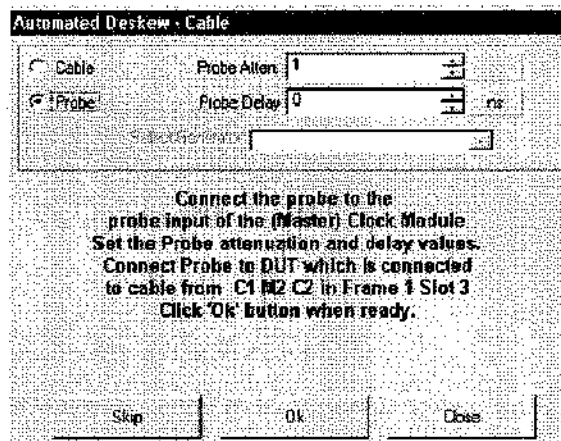 Automated Deskew - Cable
Cable
Probe Atten 1
Probe
Probe Delay 0 ns
Connect the probe to the
probe input of the (Master) Clock Module
Set the Probe attenuation and delay values.
Connect Probe to DUT which is connected
to cable from C1 M2 C2 in Frame 1 Slot 3
Click 'Ok' button when ready.
Skip Ok Close